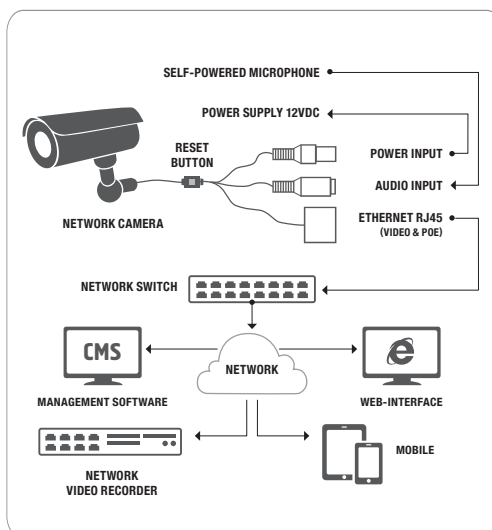 SELF-POWERED MICROPHONE
POWER SUPPLY 12VDC
RESET
BUTTON
POWER INPUT
AUDIO INPUT
NETWORK CAMERA
ETHERNET RJ45
(VIDEO & POE)
NETWORK SWITCH
CMS
NETWORK
e
MANAGEMENT SOFTWARE
WEB-INTERFACE
MOBILE
NETWORK
VIDEO RECORDER